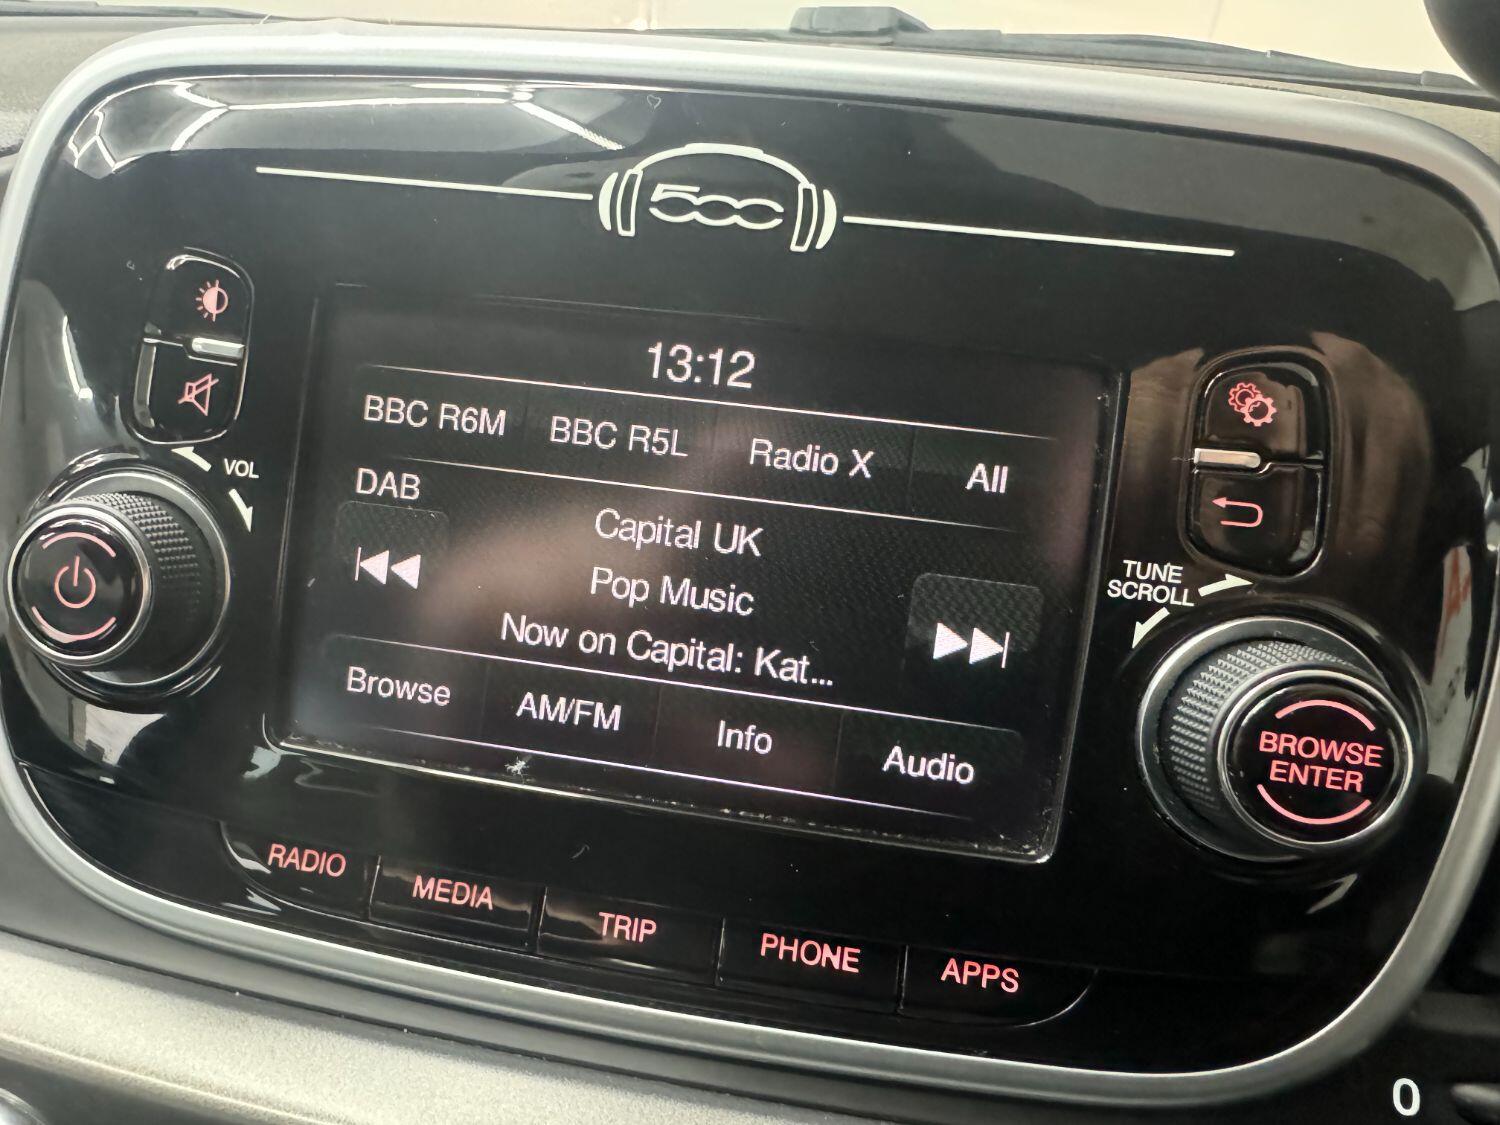 500
13:12
BBC R6M BBC R5L Radio X All
DAB
Capital UK
Pop Music
Now on Capital: Kat...
Browse AM/FM Info Audio
VOL
TUNE
SCROLL
BROWSE
ENTER
RADIO MEDIA TRIP PHONE APPS
0